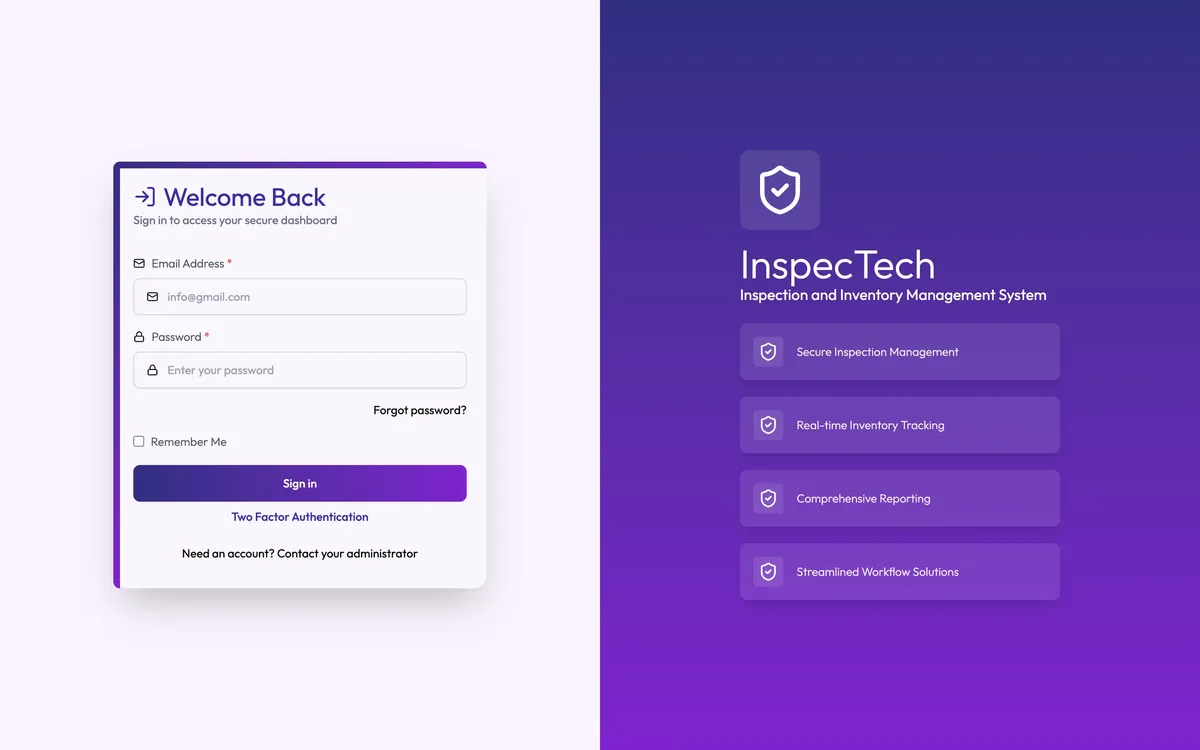 Welcome Back
Sign in to access your secure dashboard
Email Address *
info@gmail.com
Password *
Enter your password
Forgot password?
Remember Me
Sign in
Two Factor Authentication
Need an account? Contact your administrator
InspecTech
Inspection and Inventory Management System
Secure Inspection Management
Real-time Inventory Tracking
Comprehensive Reporting
Streamlined Workflow Solutions